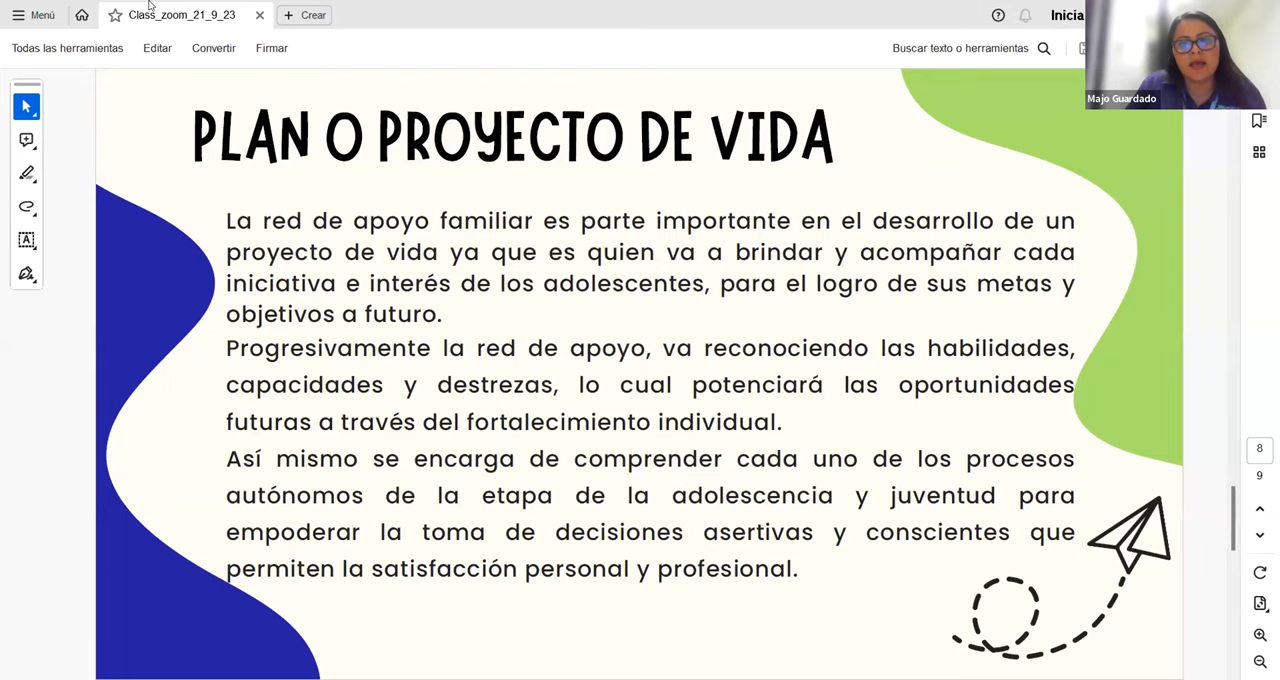 Menú
Class_zoom_21_9_23
Crear
Inicia
Todas las herramientas
Editar
Convertir
Firmar
Buscar texto o herramientas
Majo Guardado
PLAN O PROYECTO DE VIDA
La red de apoyo familiar es parte importante en el desarrollo de un
proyecto de vida ya que es quien va a brindar y acompañar cada
iniciativa e interés de los adolescentes, para el logro de sus metas y
objetivos a futuro.
Progresivamente la red de apoyo, va reconociendo las habilidades,
capacidades y destrezas, lo cual potenciará las oportunidades
futuras a través del fortalecimiento individual.
Así mismo se encarga de comprender cada uno de los procesos
autónomos de la etapa de la adolescencia y juventud para
empoderar la toma de decisiones asertivas y conscientes que
permiten la satisfacción personal y profesional.
8
9